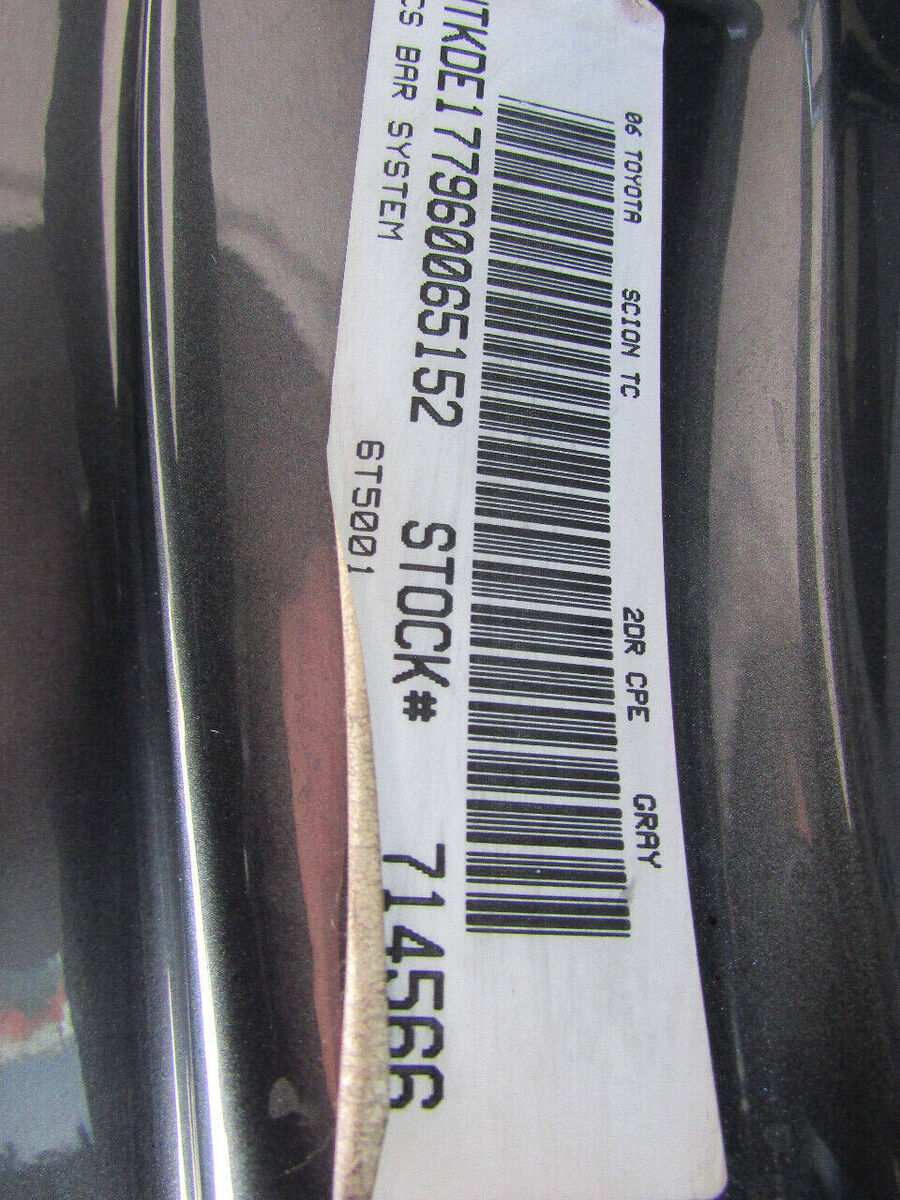 06 TOYOTA SCION TC 2DR CPE GRAY
JTKDE177960065152 STOCK# 714566
CS BAR SYSTEM 6T5001